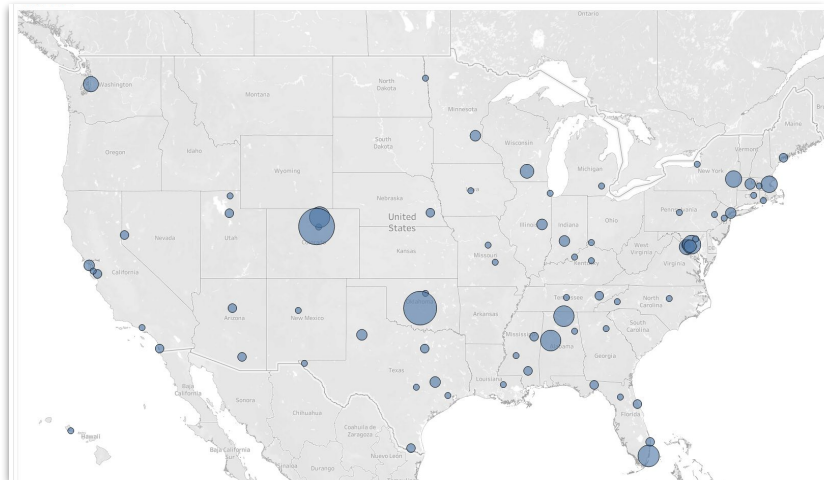 Ontario
Washington
North
Dakota
Montana
Minnesota
Maine
Oregon
Idaho
South
Dakota
Wisconsin
Vermont
Michigan
New York
Wyoming
Nebraska
Pennsylvania
United
States
Nevada
Utah
Illinois
Indiana
Ohio
Kansas
Missouri
West
Virginia
Virginia
California
Kentucky
Tennessee
North
Carolina
Arizona
New Mexico
Arkansas
South
Carolina
Mississippi
Alabama
Georgia
Texas
Louisiana
Baja
California
Sonora
Chihuahua
Florida
Coahuila de
Zaragoza
Hawaii
Baja California
Sur
Nuevo León
Durango